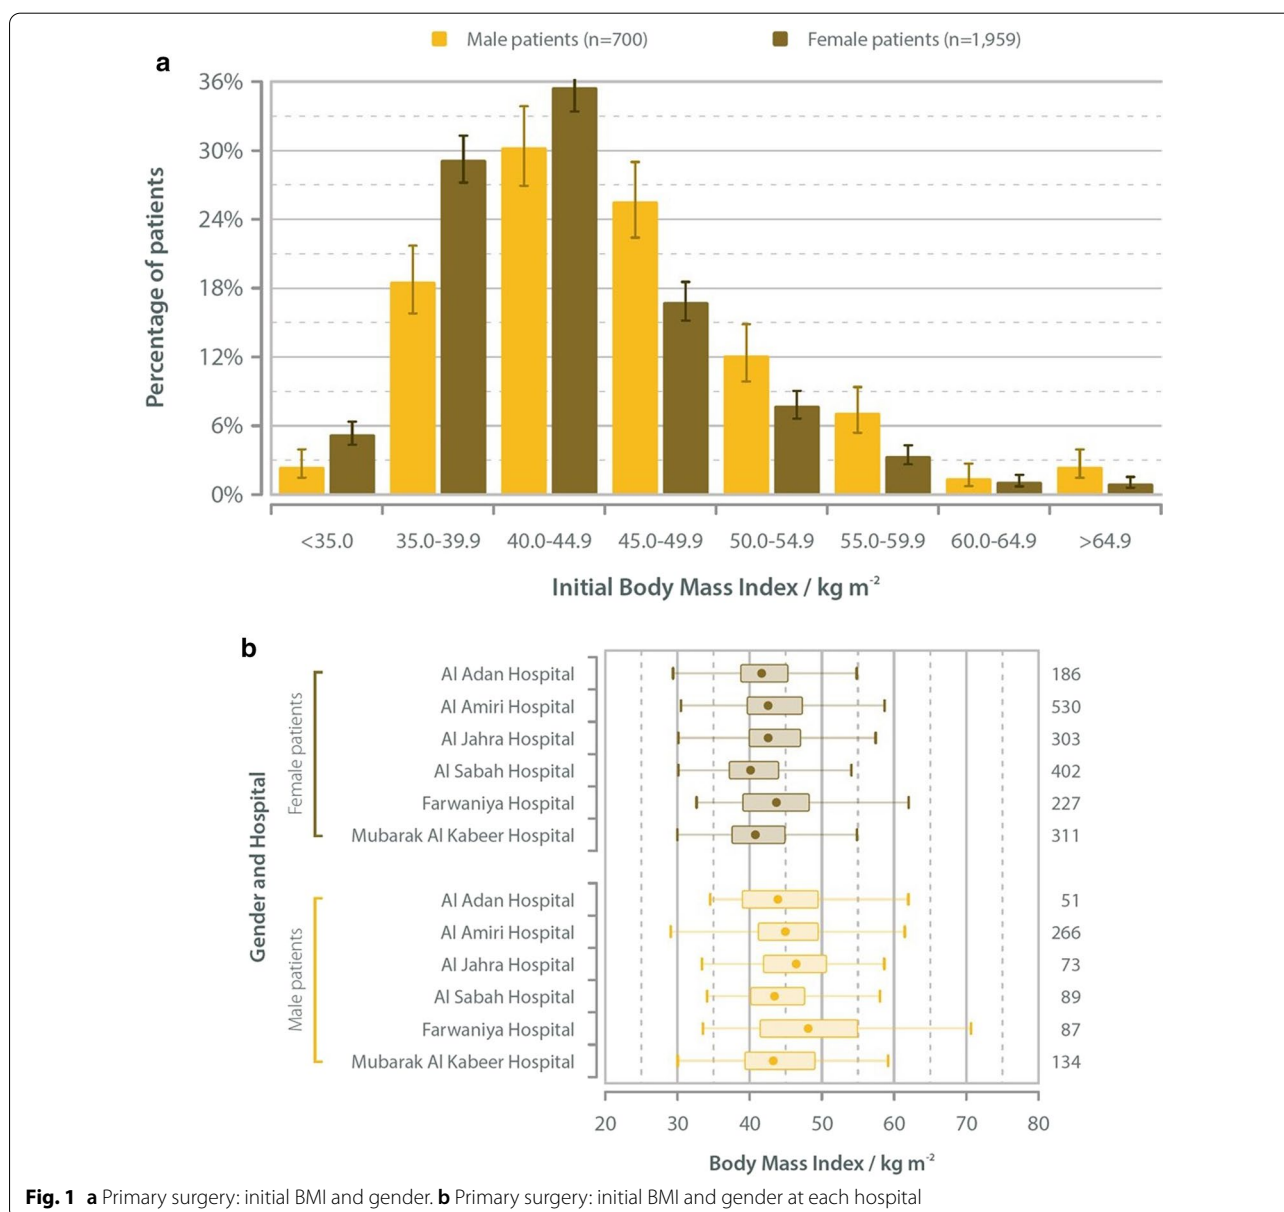 Male patients (n=700)
Female patients (n=1,959)
a
36%
30%
24%
18%
12%
6%
0%
Percentage of patients
<35.0
35.0-39.9
40.0-44.9
45.0-49.9
50.0-54.9
55.0-59.9
60.0-64.9
>64.9
Initial Body Mass Index / kg m-2
b
Gender and Hospital
Female patients
Al Adan Hospital 186
Al Amiri Hospital 530
Al Jahra Hospital 303
Al Sabah Hospital 402
Farwaniya Hospital 227
Mubarak Al Kabeer Hospital 311
Male patients
Al Adan Hospital 51
Al Amiri Hospital 266
Al Jahra Hospital 73
Al Sabah Hospital 89
Farwaniya Hospital 87
Mubarak Al Kabeer Hospital 134
20 30 40 50 60 70 80
Body Mass Index / kg m-2
Fig. 1 a Primary surgery: initial BMI and gender. b Primary surgery: initial BMI and gender at each hospital